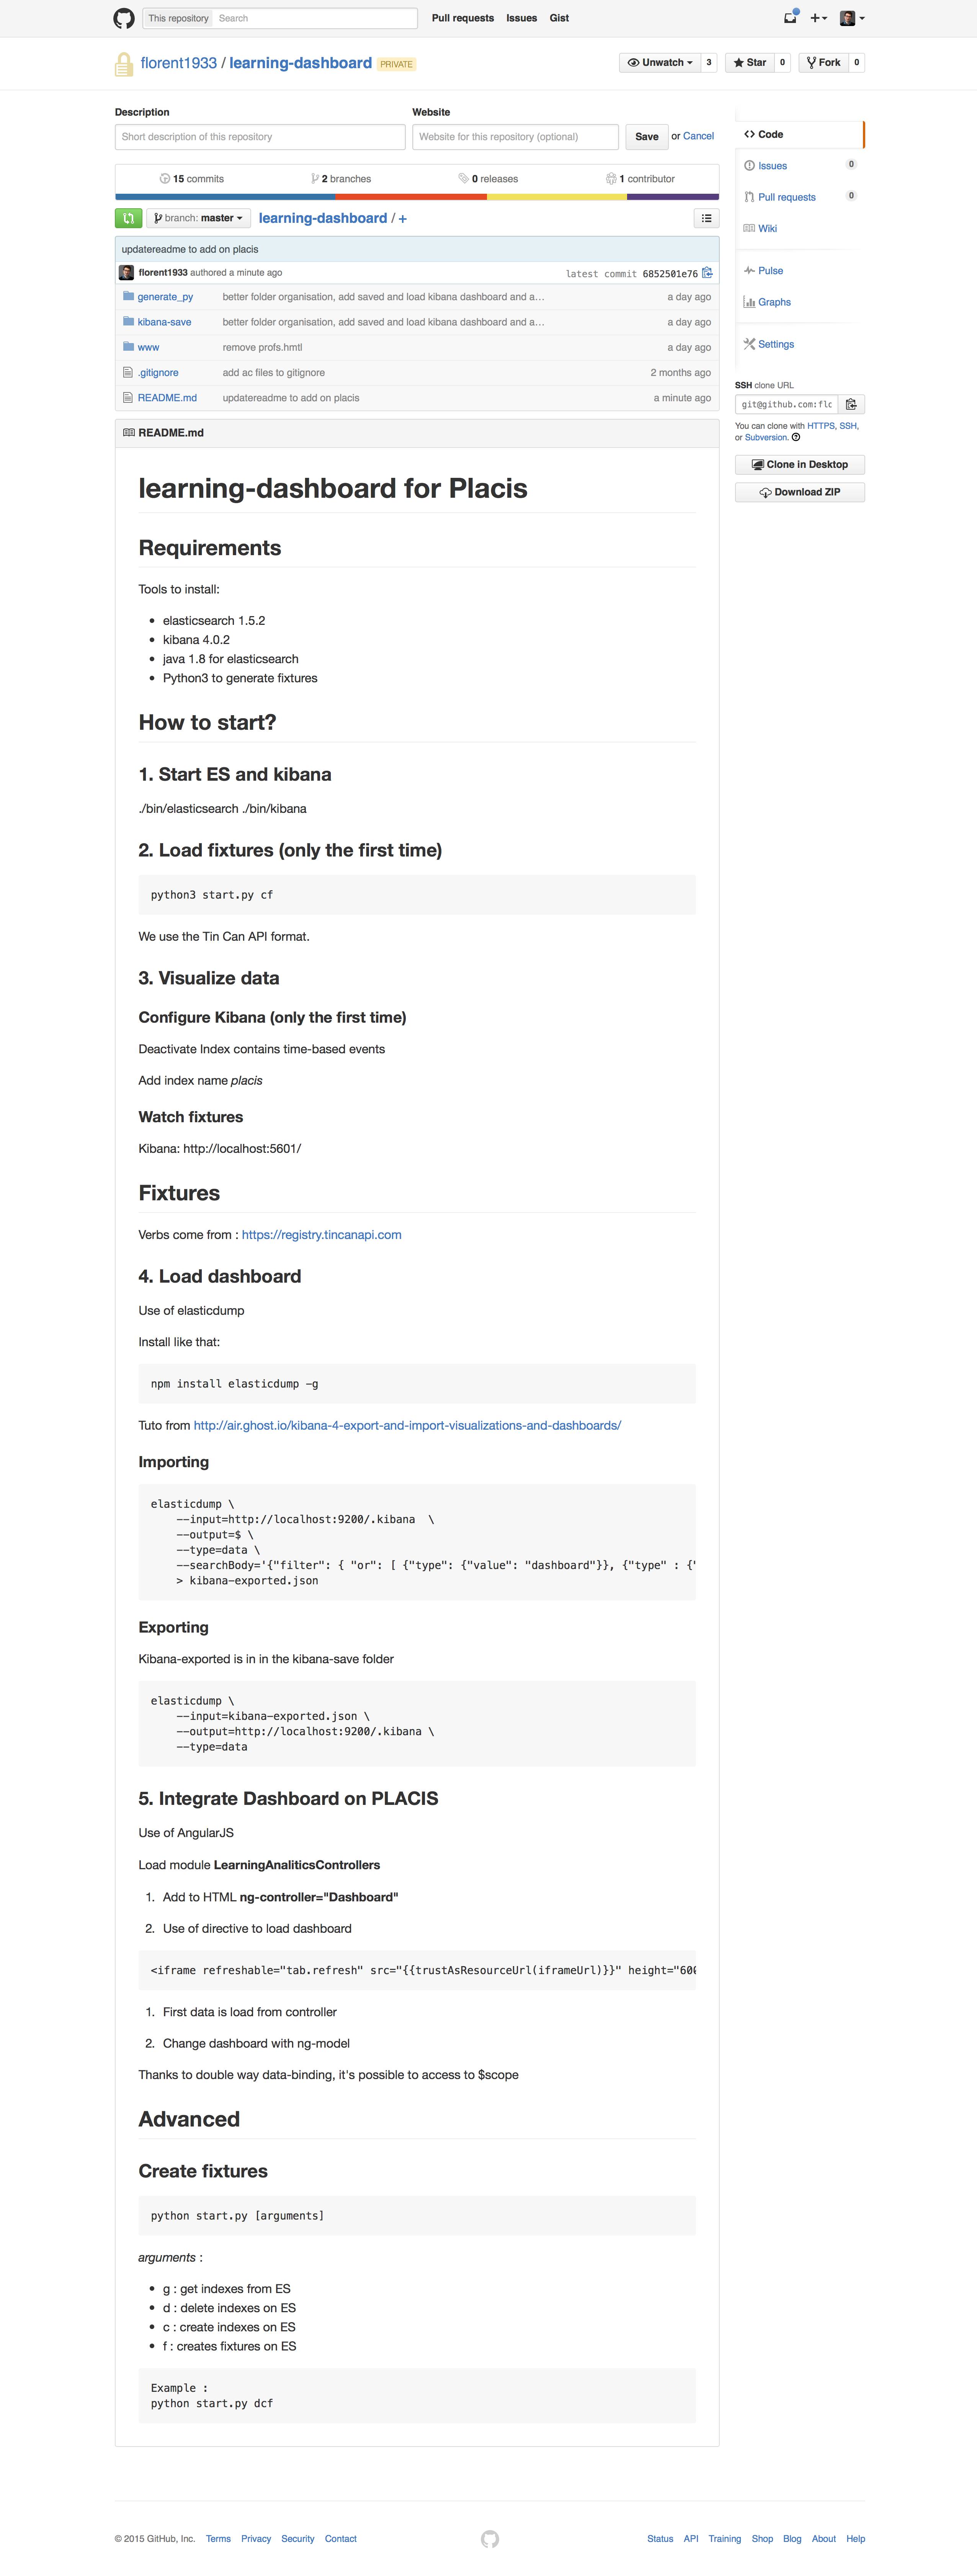 This repository Search Pull requests Issues Gist
florent1933 / learning-dashboard PRIVATE
Unwatch 3 Star 0 Fork 0
Description Website
Short description of this repository Website for this repository (optional) Save or Cancel
15 commits 2 branches 0 releases 1 contributor
branch: master learning-dashboard / +
updatereadme to add on placis
florent1933 authored a minute ago latest commit 6852501e76
generate_py better folder organisation, add saved and load kibana dashboard and a… a day ago
kibana-save better folder organisation, add saved and load kibana dashboard and a… a day ago
www remove profs.hmtl a day ago
.gitignore add ac files to gitignore 2 months ago
README.md updatereadme to add on placis a minute ago
Code
Issues 0
Pull requests 0
Wiki
Pulse
Graphs
Settings
SSH clone URL
git@github.com:flc
You can clone with HTTPS, SSH,
or Subversion.
Clone in Desktop
Download ZIP
README.md
learning-dashboard for Placis
Requirements
Tools to install:
• elasticsearch 1.5.2
• kibana 4.0.2
• java 1.8 for elasticsearch
• Python3 to generate fixtures
How to start?
1. Start ES and kibana
./bin/elasticsearch ./bin/kibana
2. Load fixtures (only the first time)
python3 start.py cf
We use the Tin Can API format.
3. Visualize data
Configure Kibana (only the first time)
Deactivate Index contains time-based events
Add index name placis
Watch fixtures
Kibana: http://localhost:5601/
Fixtures
Verbs come from : https://registry.tincanapi.com
4. Load dashboard
Use of elasticdump
Install like that:
npm install elasticdump -g
Tuto from http://air.ghost.io/kibana-4-export-and-import-visualizations-and-dashboards/
Importing
elasticdump \
--input=http://localhost:9200/.kibana \
--output=$ \
--type=data \
--searchBody='{"filter": { "or": [ {"type": {"value": "dashboard"}}, {"type" : {"
> kibana-exported.json
Exporting
Kibana-exported is in in the kibana-save folder
elasticdump \
--input=kibana-exported.json \
--output=http://localhost:9200/.kibana \
--type=data
5. Integrate Dashboard on PLACIS
Use of AngularJS
Load module LearningAnaliticsControllers
1. Add to HTML ng-controller="Dashboard"
2. Use of directive to load dashboard
<iframe refreshable="tab.refresh" src="{{trustAsResourceUrl(iframeUrl)}}" height="600
1. First data is load from controller
2. Change dashboard with ng-model
Thanks to double way data-binding, it's possible to access to $scope
Advanced
Create fixtures
python start.py [arguments]
arguments :
• g : get indexes from ES
• d : delete indexes on ES
• c : create indexes on ES
• f : creates fixtures on ES
Example :
python start.py dcf
© 2015 GitHub, Inc. Terms Privacy Security Contact
Status API Training Shop Blog About Help